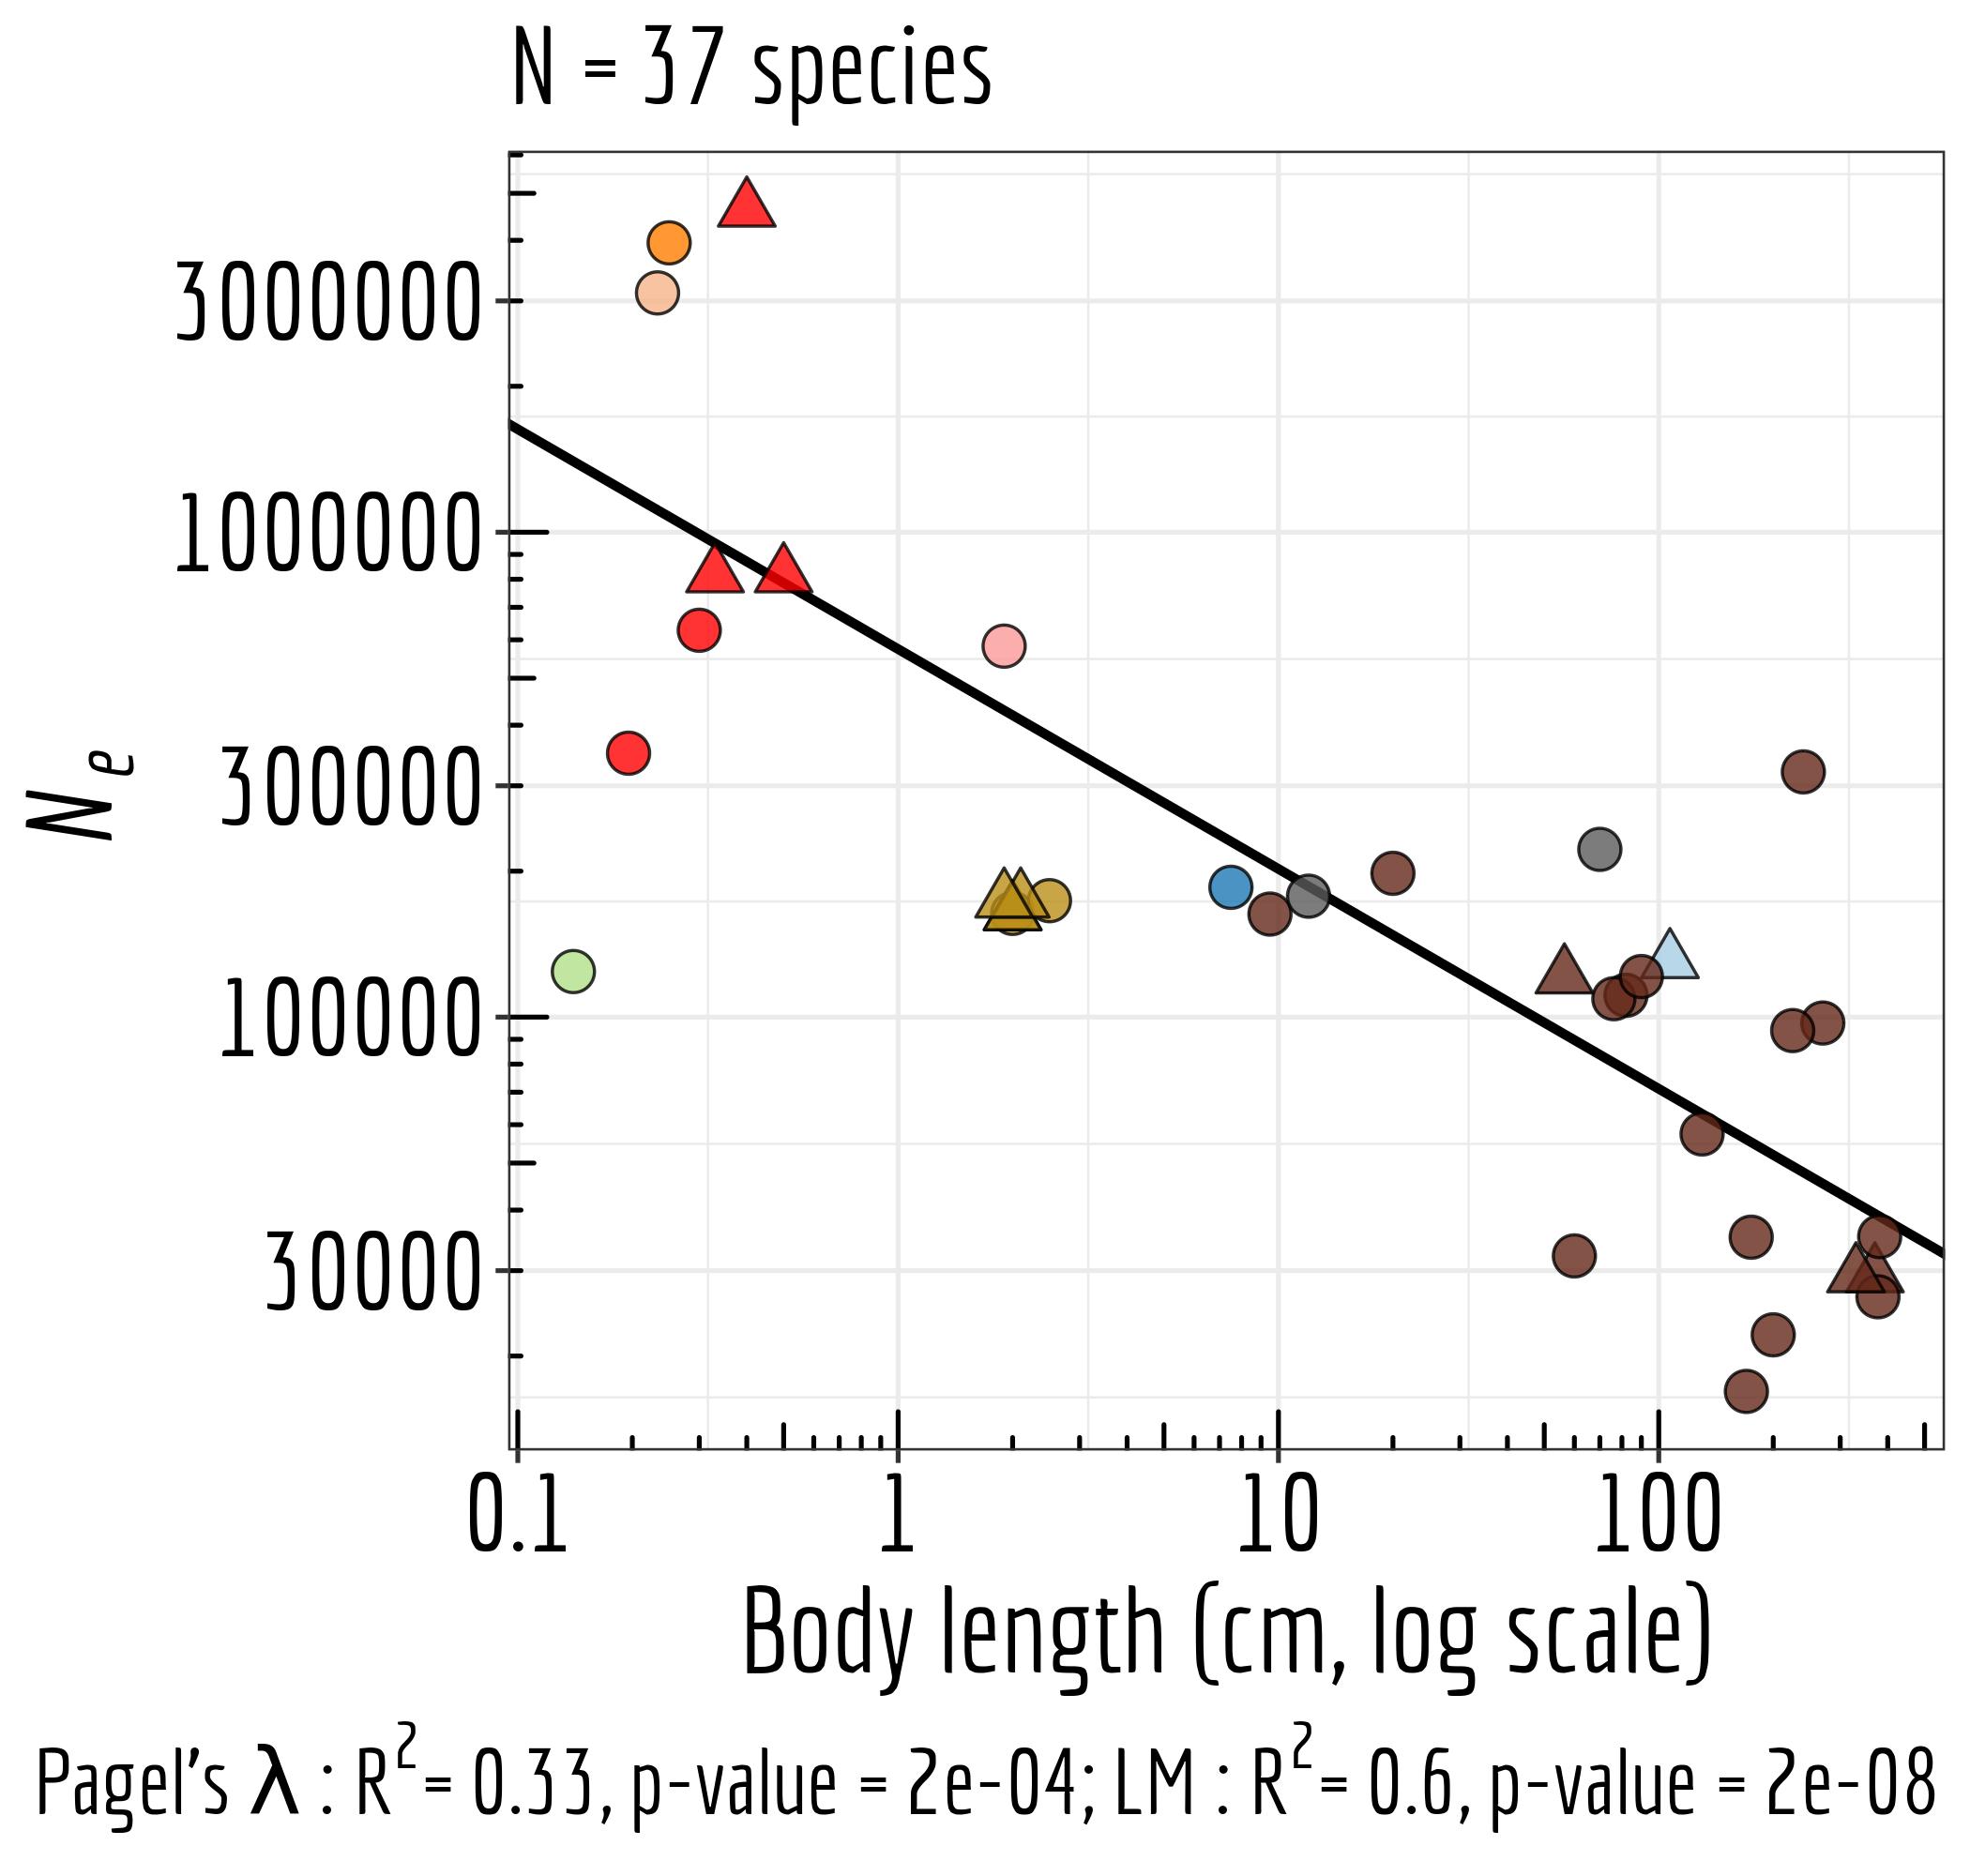 N = 37 species
3000000
1000000
300000
100000
30000
Ne
0.1 1 10 100
Body length (cm, log scale)
Pagel's λ : R2= 0.33, p-value = 2e-04; LM : R2= 0.6, p-value = 2e-08